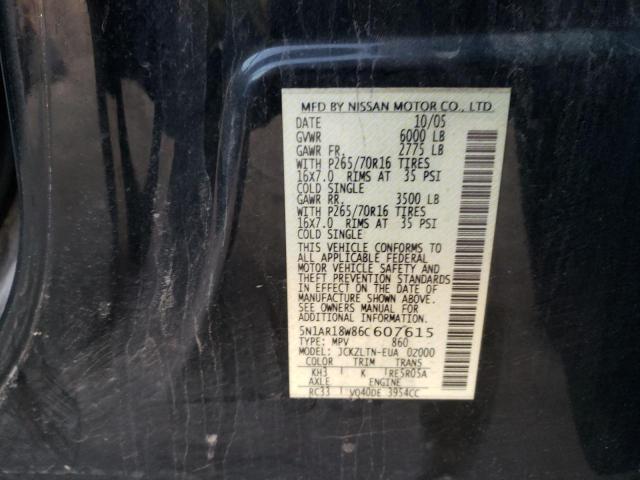 MFD BY NISSAN MOTOR CO., LTD.
DATE 10/05
GVWR 6000 LB
GAWR FR. 2775 LB
WITH P265/70R16 TIRES
16X7.0 RIMS AT 35 PSI
COLD SINGLE
GAWR RR. 3500 LB
WITH P265/70R16 TIRES
16X7.0 RIMS AT 35 PSI
COLD SINGLE
THIS VEHICLE CONFORMS TO
ALL APPLICABLE FEDERAL
MOTOR VEHICLE SAFETY AND
THEFT PREVENTION STANDARDS
IN EFFECT ON THE DATE OF
MANUFACTURE SHOWN ABOVE.
SEE OWNERS MANUAL FOR
ADDITIONAL INFORMATION
5N1AR18W86C607615
TYPE: MPV 860
MODEL: JCKZLTN-EUA 02000
COLOR TRIM TRANS
KH3 K RE5R05A
AXLE ENGINE
RC33 VQ40DE 3954CC